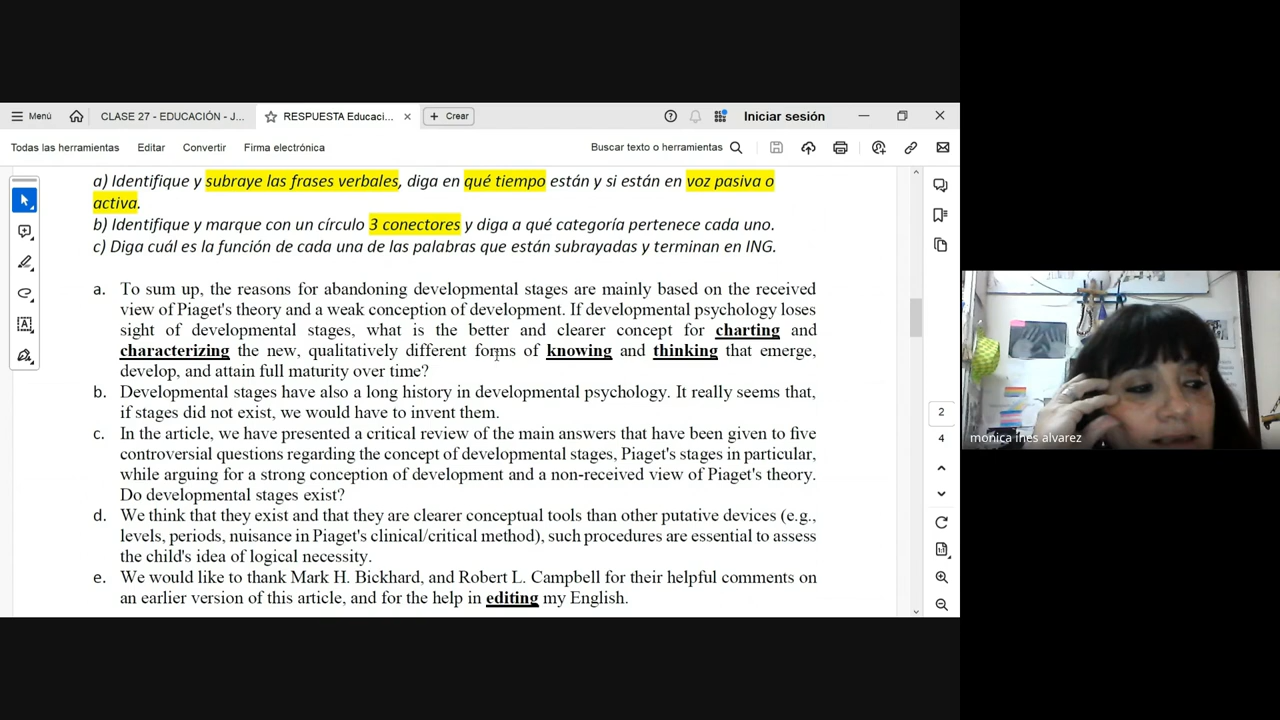 Menú
CLASE 27 - EDUCACIÓN - J...
RESPUESTA Educaci...
Crear
Iniciar sesión
Todas las herramientas
Editar
Convertir
Firma electrónica
Buscar texto o herramientas
a) Identifique y subraye las frases verbales, diga en qué tiempo están y si están en voz pasiva o
activa.
b) Identifique y marque con un círculo 3 conectores y diga a qué categoría pertenece cada uno.
c) Diga cuál es la función de cada una de las palabras que están subrayadas y terminan en ING.
a. To sum up, the reasons for abandoning developmental stages are mainly based on the received
view of Piaget's theory and a weak conception of development. If developmental psychology loses
sight of developmental stages, what is the better and clearer concept for charting and
characterizing the new, qualitatively different forms of knowing and thinking that emerge,
develop, and attain full maturity over time?
b. Developmental stages have also a long history in developmental psychology. It really seems that,
if stages did not exist, we would have to invent them.
c. In the article, we have presented a critical review of the main answers that have been given to five
controversial questions regarding the concept of developmental stages, Piaget's stages in particular,
while arguing for a strong conception of development and a non-received view of Piaget's theory.
Do developmental stages exist?
d. We think that they exist and that they are clearer conceptual tools than other putative devices (e.g.,
levels, periods, nuisance in Piaget's clinical/critical method), such procedures are essential to assess
the child's idea of logical necessity.
e. We would like to thank Mark H. Bickhard, and Robert L. Campbell for their helpful comments on
an earlier version of this article, and for the help in editing my English.
2
4
monica ines alvarez